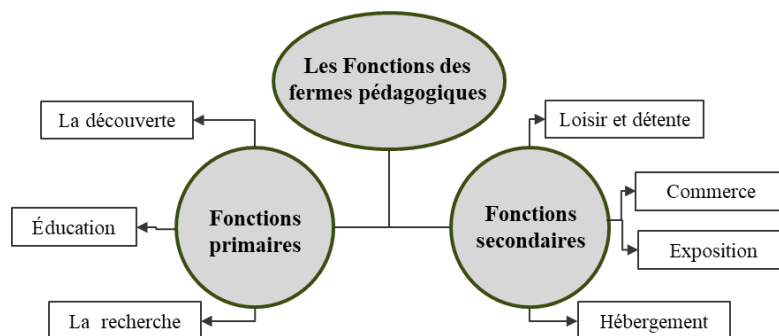 Les Fonctions des
fermes pédagogiques
La découverte
Loisir et détente
Fonctions
primaires
Fonctions
secondaires
Éducation
Commerce
Exposition
La recherche
Hébergement